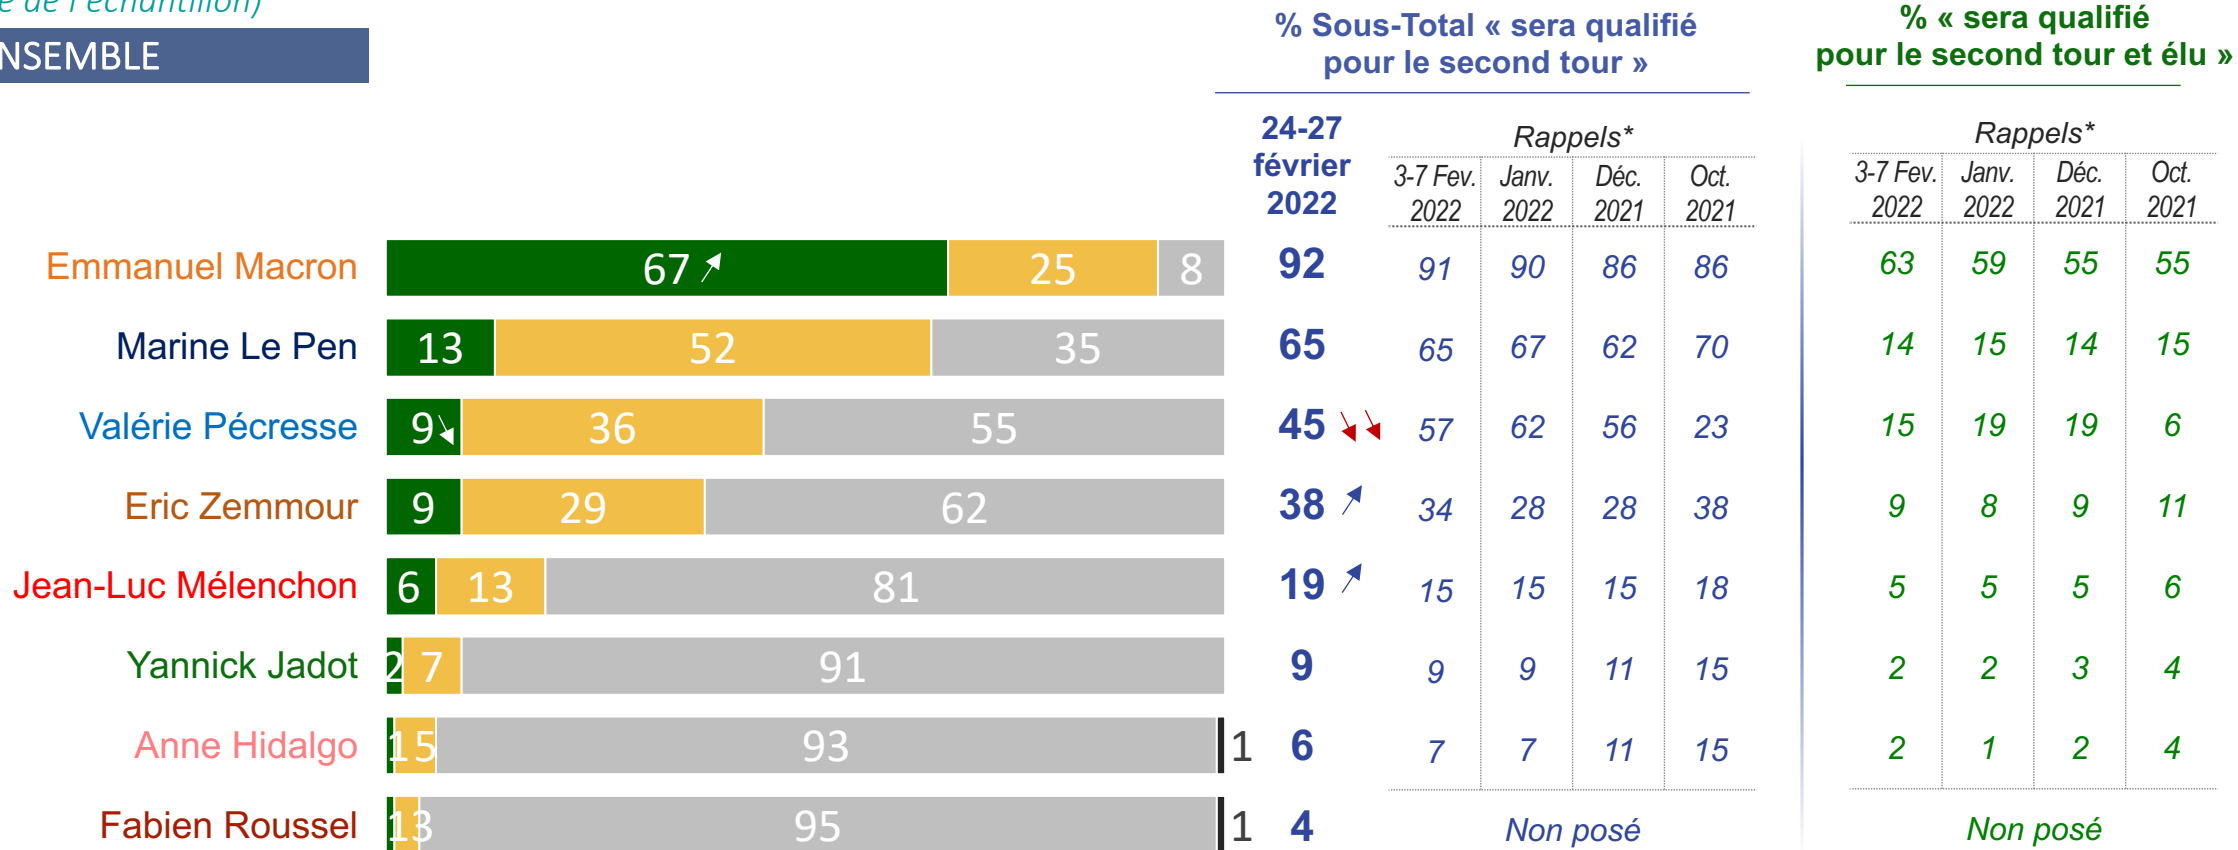 e de l'échantillon)
NSEMBLE
% Sous-Total « sera qualifié
pour le second tour »
% « sera qualifié
pour le second tour et élu »
24-27
février
2022
Rappels*
3-7 Fev. 2022 Janv. 2022 Déc. 2021 Oct. 2021
Rappels*
3-7 Fev. 2022 Janv. 2022 Déc. 2021 Oct. 2021
Emmanuel Macron 67 25 8 92 91 90 86 86 63 59 55 55
Marine Le Pen 13 52 35 65 65 67 62 70 14 15 14 15
Valérie Pécresse 9 36 55 45 57 62 56 23 15 19 19 6
Eric Zemmour 9 29 62 38 34 28 28 38 9 8 9 11
Jean-Luc Mélenchon 6 13 81 19 15 15 15 18 5 5 5 6
Yannick Jadot 2 7 91 9 9 9 11 15 2 2 3 4
Anne Hidalgo 1 5 93 1 6 7 7 11 15 2 1 2 4
Fabien Roussel 1 3 95 1 4 Non posé Non posé